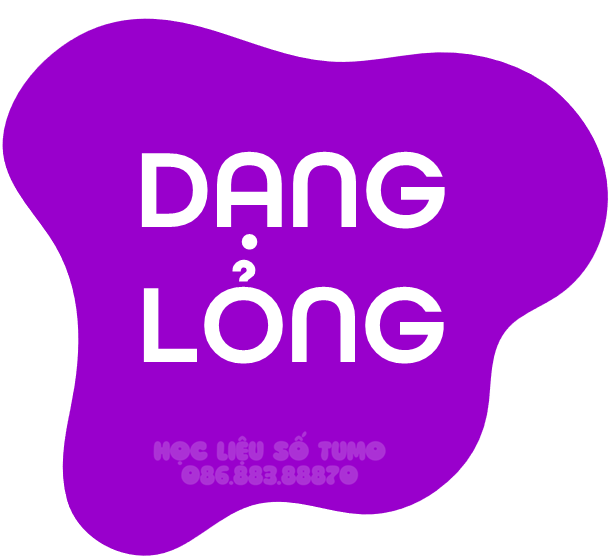 DẠNG
LỎNG
HỌC LIỆU SỐ TUMO
086.883.88870